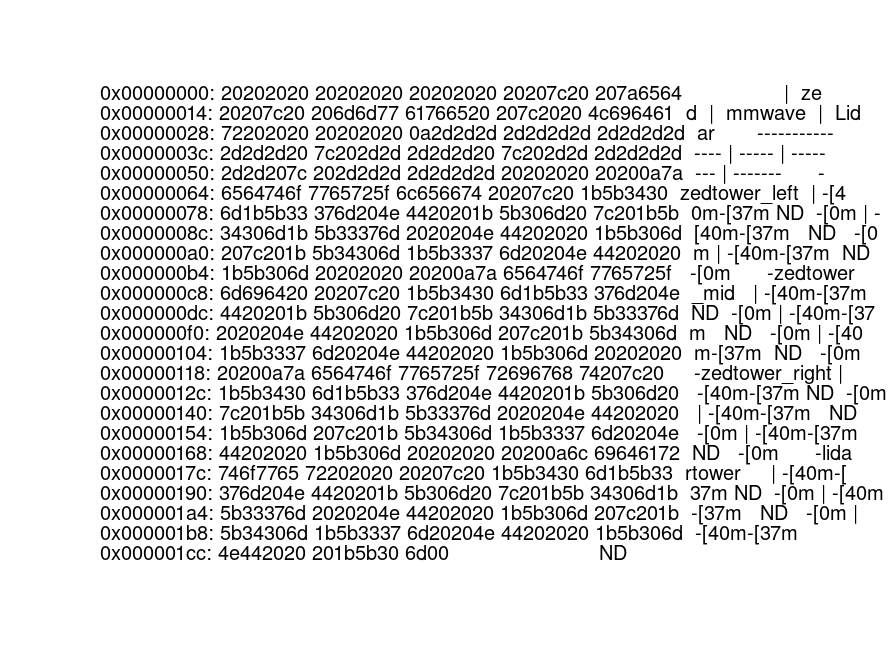 0x00000000: 20202020 20202020 20202020 20207c20 207a6564 | ze
0x00000014: 20207c20 206d6d77 61766520 207c2020 4c696461 d | mmwave | Lid
0x00000028: 72202020 20202020 0a2d2d2d 2d2d2d2d 2d2d2d2d ar -----------
0x0000003c: 2d2d2d20 7c202d2d 2d2d2d20 7c202d2d 2d2d2d2d ---- | ----- | -----
0x00000050: 2d2d207c 202d2d2d 2d2d2d2d 20202020 20200a7a --- | ------- -
0x00000064: 6564746f 7765725f 6c656674 20207c20 1b5b3430 zedtower_left | -[4
0x00000078: 6d1b5b33 376d204e 4420201b 5b306d20 7c201b5b 0m-[37m ND -[0m | -
0x0000008c: 34306d1b 5b33376d 2020204e 44202020 1b5b306d [40m-[37m ND -[0
0x000000a0: 207c201b 5b34306d 1b5b3337 6d20204e 44202020 m | -[40m-[37m ND
0x000000b4: 1b5b306d 20202020 20200a7a 6564746f 7765725f -[0m -zedtower
0x000000c8: 6d696420 20207c20 1b5b3430 6d1b5b33 376d204e _mid | -[40m-[37m
0x000000dc: 4420201b 5b306d20 7c201b5b 34306d1b 5b33376d ND -[0m | -[40m-[37
0x000000f0: 2020204e 44202020 1b5b306d 207c201b 5b34306d m ND -[0m | -[40
0x00000104: 1b5b3337 6d20204e 44202020 1b5b306d 20202020 m-[37m ND -[0m
0x00000118: 20200a7a 6564746f 7765725f 72696768 74207c20 -zedtower_right |
0x0000012c: 1b5b3430 6d1b5b33 376d204e 4420201b 5b306d20 -[40m-[37m ND -[0m
0x00000140: 7c201b5b 34306d1b 5b33376d 2020204e 44202020 | -[40m-[37m ND
0x00000154: 1b5b306d 207c201b 5b34306d 1b5b3337 6d20204e -[0m | -[40m-[37m
0x00000168: 44202020 1b5b306d 20202020 20200a6c 69646172 ND -[0m -lida
0x0000017c: 746f7765 72202020 20207c20 1b5b3430 6d1b5b33 rtower | -[40m-[
0x00000190: 376d204e 4420201b 5b306d20 7c201b5b 34306d1b 37m ND -[0m | -[40m
0x000001a4: 5b33376d 2020204e 44202020 1b5b306d 207c201b -[37m ND -[0m |
0x000001b8: 5b34306d 1b5b3337 6d20204e 44202020 1b5b306d -[40m-[37m
0x000001cc: 4e442020 201b5b30 6d00 ND